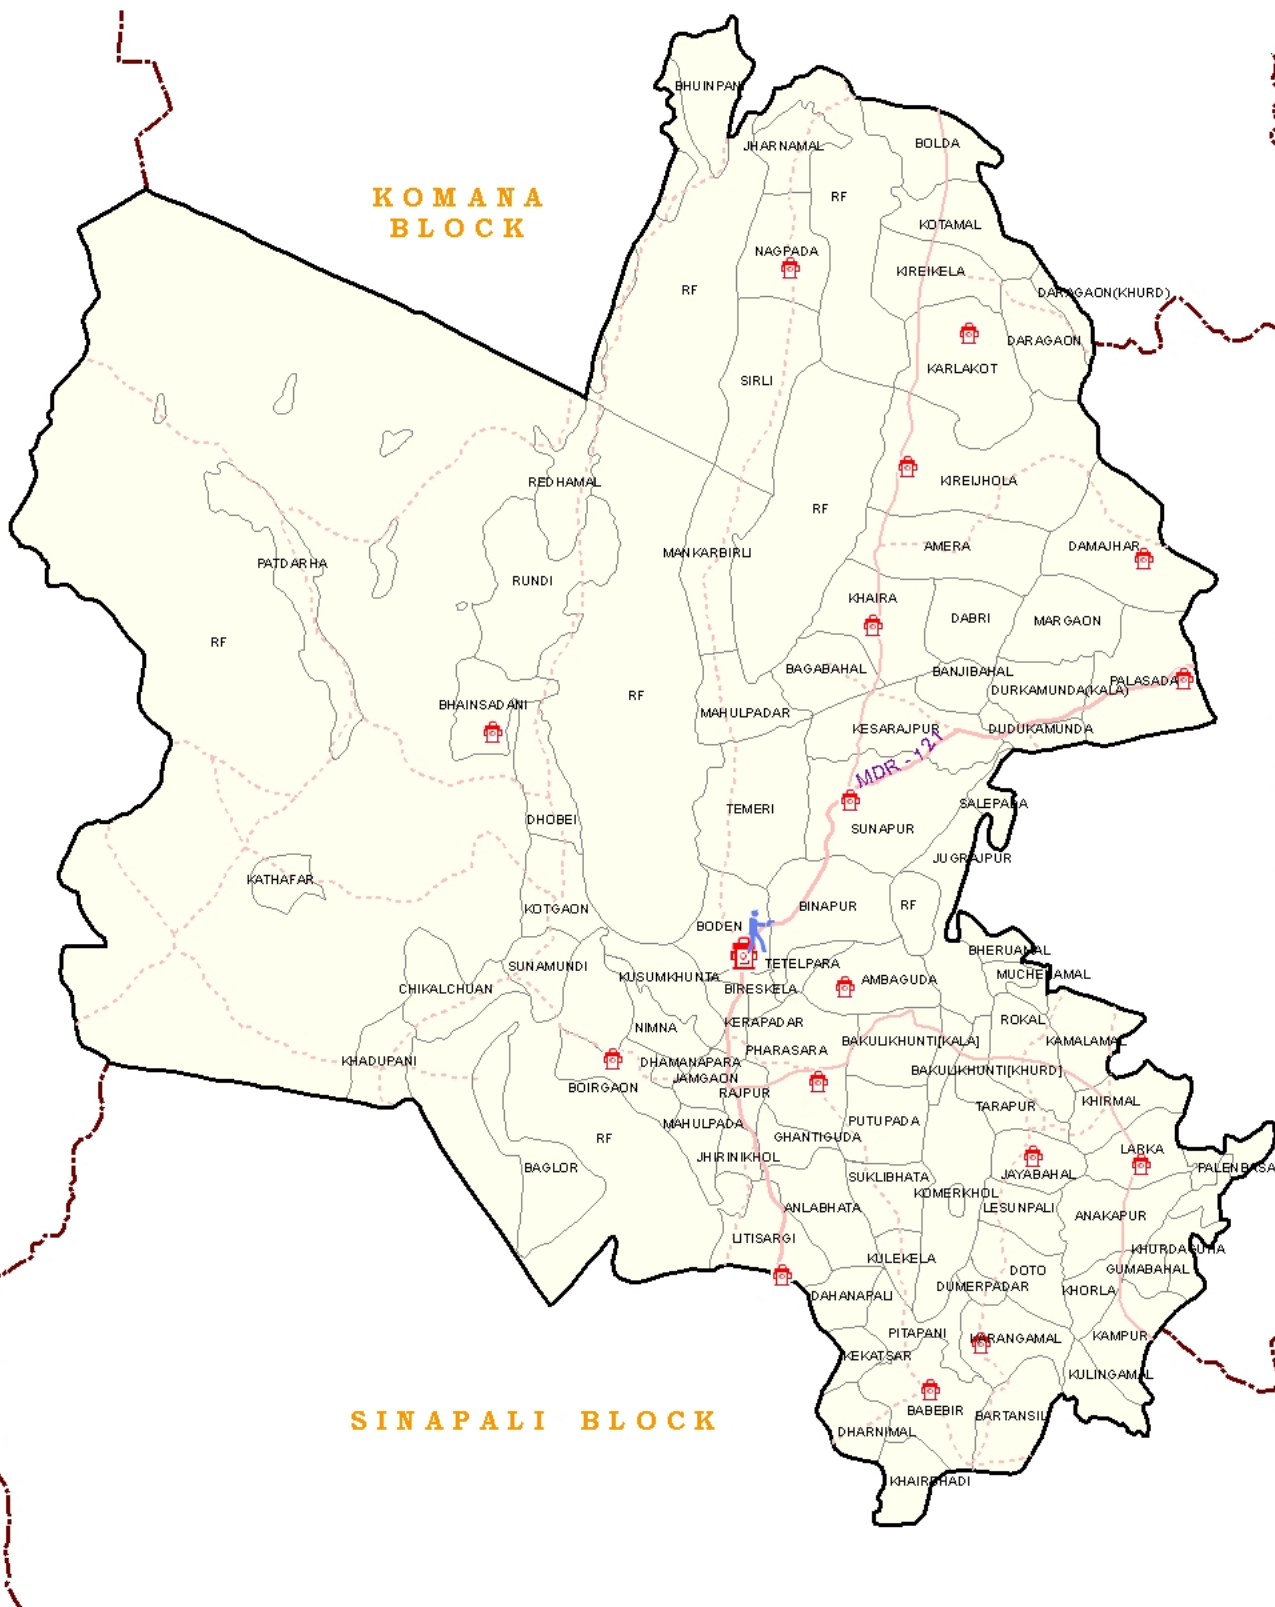 BHUINPANI
JHARNAMAL
BOLDA
KOMANA
BLOCK
RF
KOTAMAL
NAGPADA
KIREIKELA
RF
DARAGAON(KHURD)
DARAGAON
KARLAKOT
SIRLI
REDHAMAL
KIREIJHOLA
RF
MANKARBIRLI
AMERA
DAMAJHAR
PATDARHA
RUNDI
KHAIRA
DABRI
MARGAON
RF
BAGABAHAL
BANJIBAHAL
PALASADA
DURKAMUNDA(KALA)
RF
BHAINSADANI
MAHULPADAR
KESARAJPUR
DUDUKAMUNDA
MDR - 121
TEMERI
SALEPADA
DHOBEI
SUNAPUR
JUGRAJPUR
KATHAFAR
KOTGAON
BINAPUR
RF
BODEN
BHERUAMAL
TETELPARA
SUNAMUNDI
KUSUMKHUNTA
AMBAGUDA
CHIKALCHUAN
BIRESKELA
NIMNA
KERAPADAR
ROKAL
BAKULIKHUNTI[KALA]
KAMALAMAL
PHARASARA
KHADUPANI
DHAMANAPARA
BAKULIKHUNTI[KHURD]
JAMGAON
BOIRGAON
RAJPUR
KHIRMAL
TARAPUR
MAHULPADA
PUTUPADA
RF
GHANTIGUDA
LARKA
JHIRINIKHOL
BAGLOR
PALENBASA
JAYABAHAL
SUKLIBHATA
KOMERKHOL
ANLABHATA
LESUNPALI
ANAKAPUR
LITISARGI
KULEKELA
DOTO
GUMABAHAL
DUMERPADAR
KHORLA
DAHANAPALI
PITAPANI
KARANGAMAL
KAMPUR
KEKATSAR
KULINGAMAL
BABEBIR
BARTANSIL
SINAPALI BLOCK
DHARNIMAL